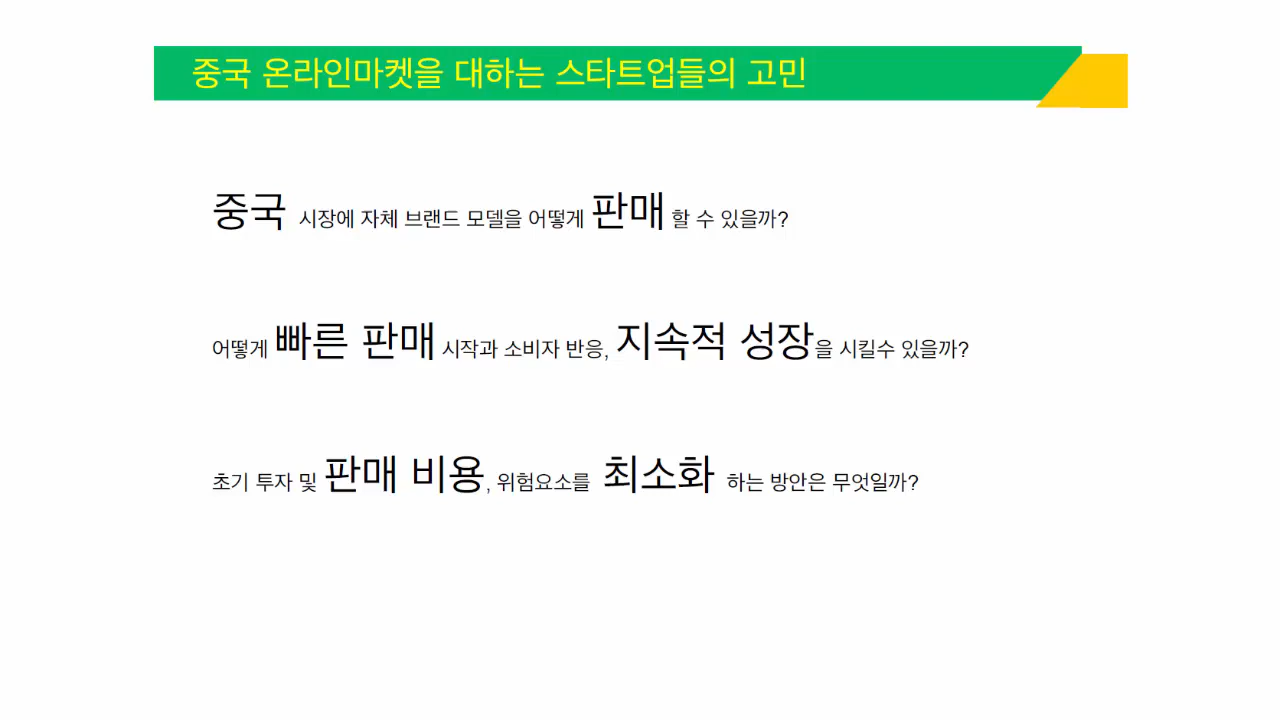 중국 온라인마켓을 대하는 스타트업들의 고민
중국 시장에 자체 브랜드 모델을 어떻게 판매 할 수 있을까?
어떻게 빠른 판매 시작과 소비자 반응, 지속적 성장을 시킬수 있을까?
초기 투자 및 판매 비용, 위험요소를 최소화 하는 방안은 무엇일까?